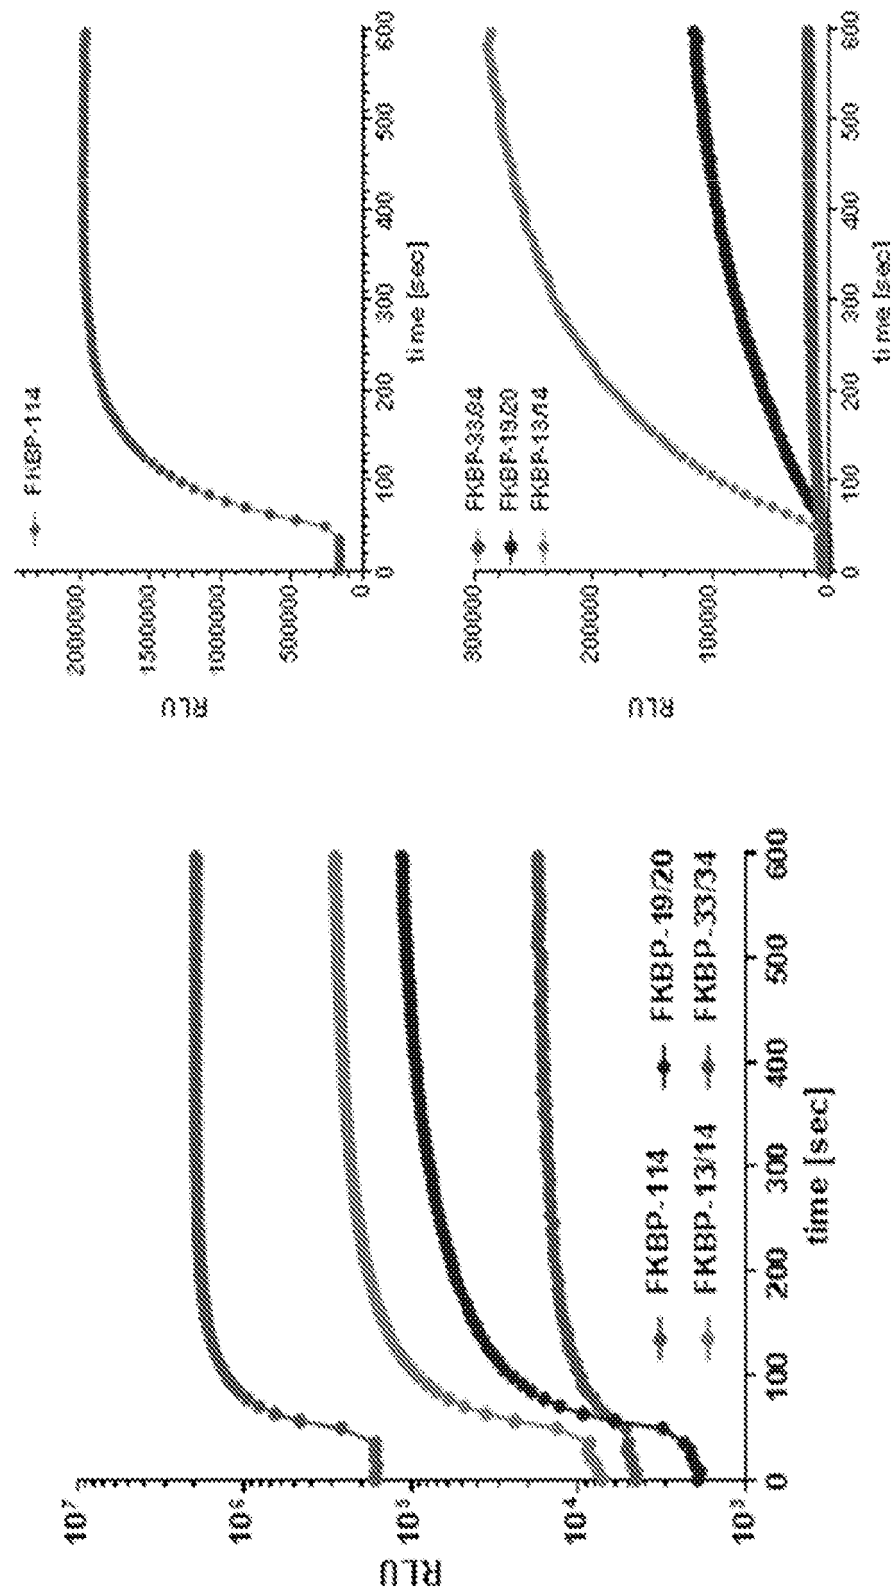 RLU
10⁷
10⁶
10⁵
10⁴
10³
0
100
200
300
400
500
600
time [sec]
FKBP-114
FKBP-19/20
FKBP-13/14
FKBP-33/34
FKBP-114
RLU
2000000
1500000
1000000
500000
0
0
100
200
300
400
500
600
time [sec]
FKBP-33/34
FKBP-19/20
FKBP-13/14
RLU
300000
200000
100000
0
0
100
200
300
400
500
600
time [sec]